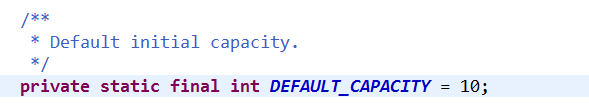 /**
* Default initial capacity.
*/
private static final int DEFAULT_CAPACITY = 10;